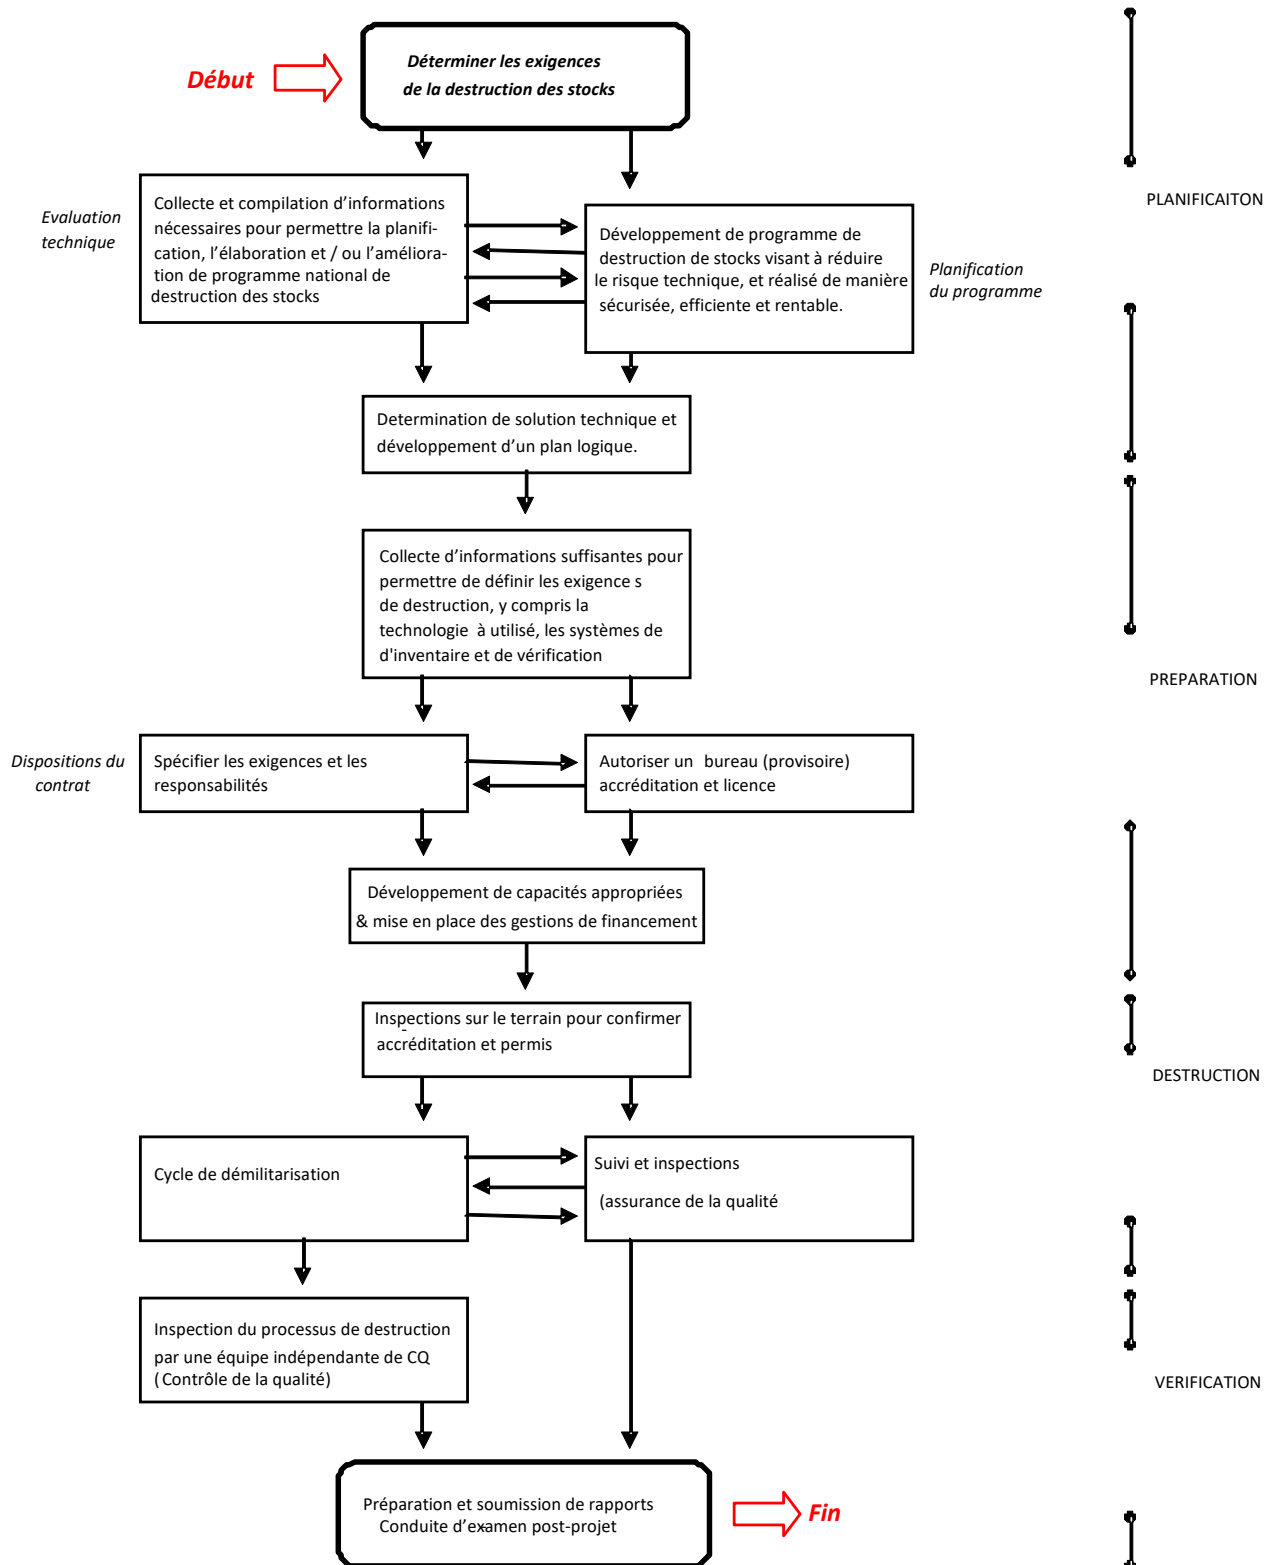 Déterminer les exigences
de la destruction des stocks
Début
Evaluation
technique
Collecte et compilation d’informations
nécessaires pour permettre la planifi-
cation, l’élaboration et / ou l’améliora-
tion de programme national de
destruction des stocks
Développement de programme de
destruction de stocks visant à réduire
le risque technique, et réalisé de manière
sécurisée, efficiente et rentable.
Planification
du programme
PLANIFICAITON
Determination de solution technique et
développement d’un plan logique.
Collecte d’informations suffisantes pour
permettre de définir les exigence s
de destruction, y compris la
technologie à utilisé, les systèmes de
d'inventaire et de vérification
PREPARATION
Dispositions du
contrat
Spécifier les exigences et les
responsabilités
Autoriser un bureau (provisoire)
accréditation et licence
Développement de capacités appropriées
& mise en place des gestions de financement
Inspections sur le terrain pour confirmer
accréditation et permis
DESTRUCTION
Cycle de démilitarisation
Suivi et inspections
(assurance de la qualité
Inspection du processus de destruction
par une équipe indépendante de CQ
( Contrôle de la qualité)
VERIFICATION
Préparation et soumission de rapports
Conduite d’examen post-projet
Fin